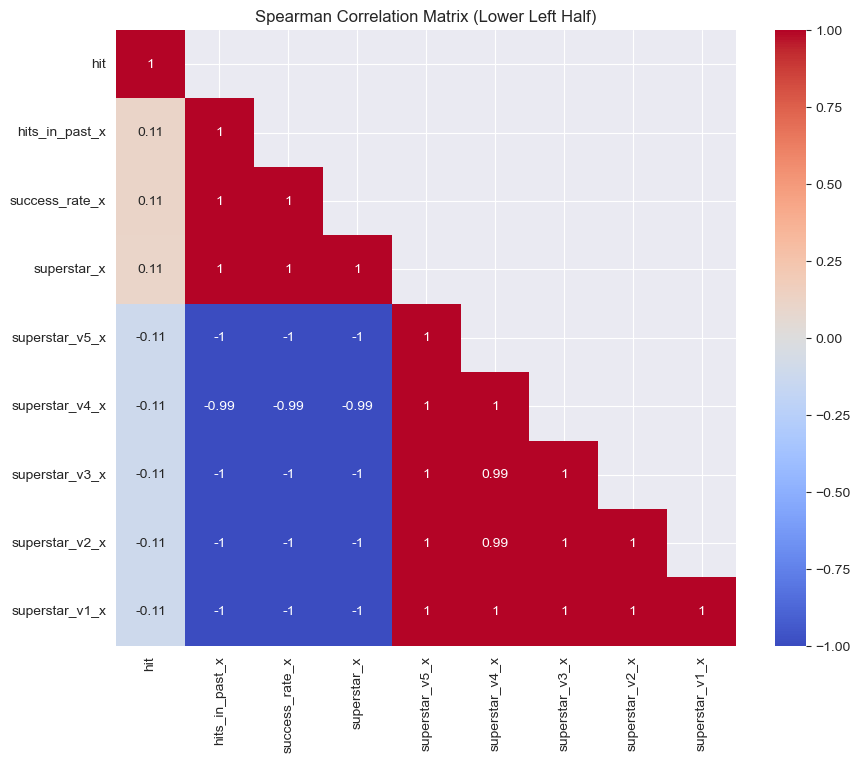 Spearman Correlation Matrix (Lower Left Half)
hit 1
hits_in_past_x 0.11 1
success_rate_x 0.11 1 1
superstar_x 0.11 1 1 1
superstar_v5_x -0.11 -1 -1 -1 1
superstar_v4_x -0.11 -0.99 -0.99 -0.99 1 1
superstar_v3_x -0.11 -1 -1 -1 1 0.99 1
superstar_v2_x -0.11 -1 -1 -1 1 0.99 1 1
superstar_v1_x -0.11 -1 -1 -1 1 1 1 1 1
hit
hits_in_past_x
success_rate_x
superstar_x
superstar_v5_x
superstar_v4_x
superstar_v3_x
superstar_v2_x
superstar_v1_x
1.00
0.75
0.50
0.25
0.00
−0.25
−0.50
−0.75
−1.00